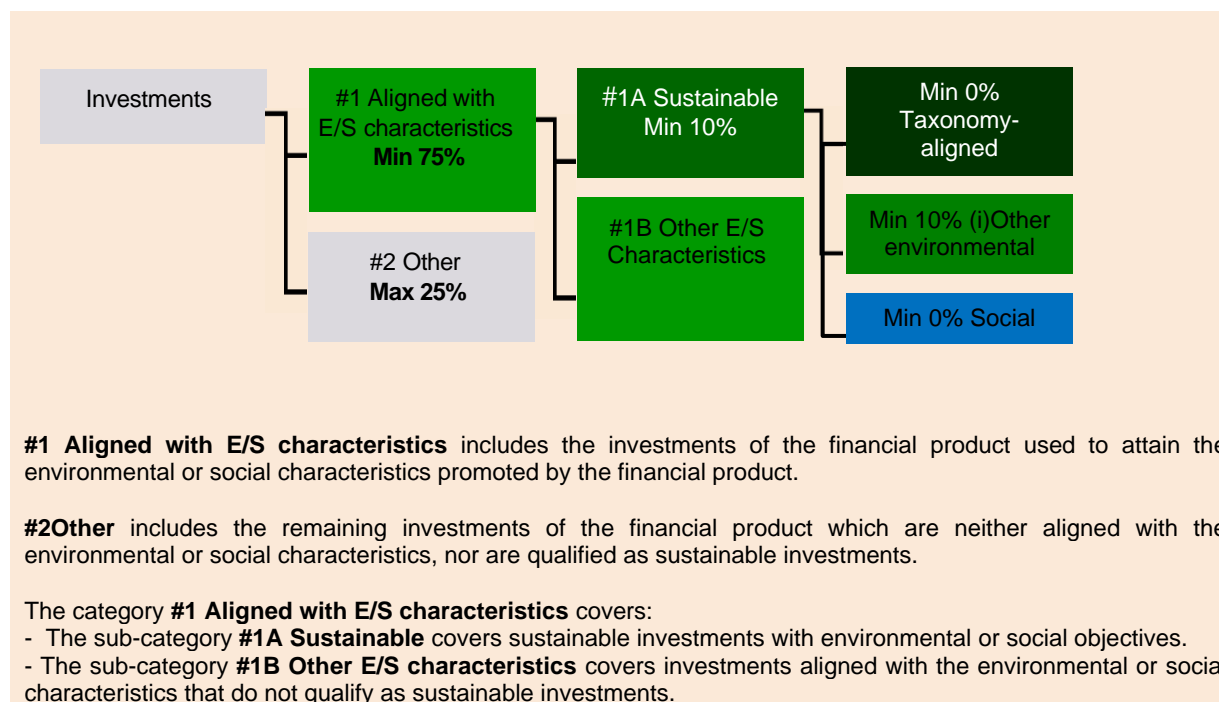 Investments
#1 Aligned with
E/S characteristics
Min 75%
#2 Other
Max 25%
#1A Sustainable
Min 10%
#1B Other E/S
Characteristics
Min 0%
Taxonomy-
aligned
Min 10% (i)Other
environmental
Min 0% Social
#1 Aligned with E/S characteristics includes the investments of the financial product used to attain the
environmental or social characteristics promoted by the financial product.
#2Other includes the remaining investments of the financial product which are neither aligned with the
environmental or social characteristics, nor are qualified as sustainable investments.
The category #1 Aligned with E/S characteristics covers:
- The sub-category #1A Sustainable covers sustainable investments with environmental or social objectives.
- The sub-category #1B Other E/S characteristics covers investments aligned with the environmental or social
characteristics that do not qualify as sustainable investments.